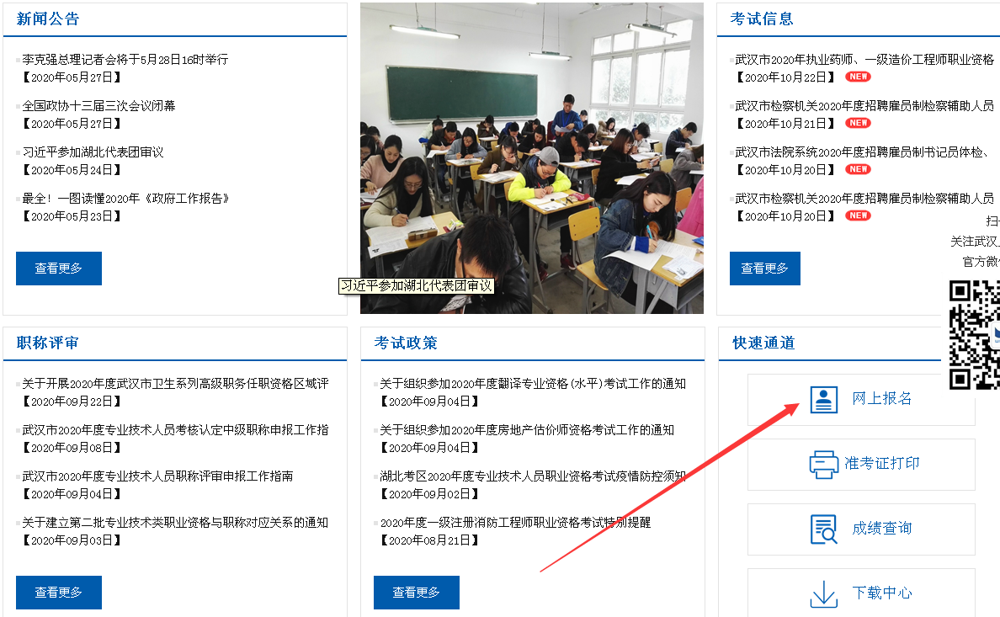 新闻公告
李克强总理记者会将于5月28日16时举行
【2020年05月27日】
全国政协十三届三次会议闭幕
【2020年05月27日】
习近平参加湖北代表团审议
【2020年05月24日】
最全！一图读懂2020年《政府工作报告》
【2020年05月23日】
查看更多
习近平参加湖北代表团审议
考试信息
武汉市2020年执业药师、一级造价工程师职业资格
【2020年10月22日】 NEW
武汉市检察机关2020年度招聘雇员制检察辅助人员
【2020年10月21日】 NEW
武汉市法院系统2020年度招聘雇员制书记员体检、
【2020年10月20日】 NEW
武汉市检察机关2020年度招聘雇员制检察辅助人员
【2020年10月20日】 NEW
查看更多
扫
关注武汉
官方微
职称评审
关于开展2020年度武汉市卫生系列高级职务任职资格区域评
【2020年09月22日】
武汉市2020年度专业技术人员考核认定中级职称申报工作指
【2020年09月08日】
武汉市2020年度专业技术人员职称评审申报工作指南
【2020年09月04日】
关于建立第二批专业技术类职业资格与职称对应关系的通知
【2020年09月03日】
查看更多
考试政策
关于组织参加2020年度翻译专业资格(水平)考试工作的通知
【2020年09月04日】
关于组织参加2020年度房地产估价师资格考试工作的通知
【2020年09月04日】
湖北考区2020年度专业技术人员职业资格考试疫情防控须知
【2020年09月02日】
2020年度一级注册消防工程师职业资格考试特别提醒
【2020年08月21日】
查看更多
快速通道
网上报名
准考证打印
成绩查询
下载中心